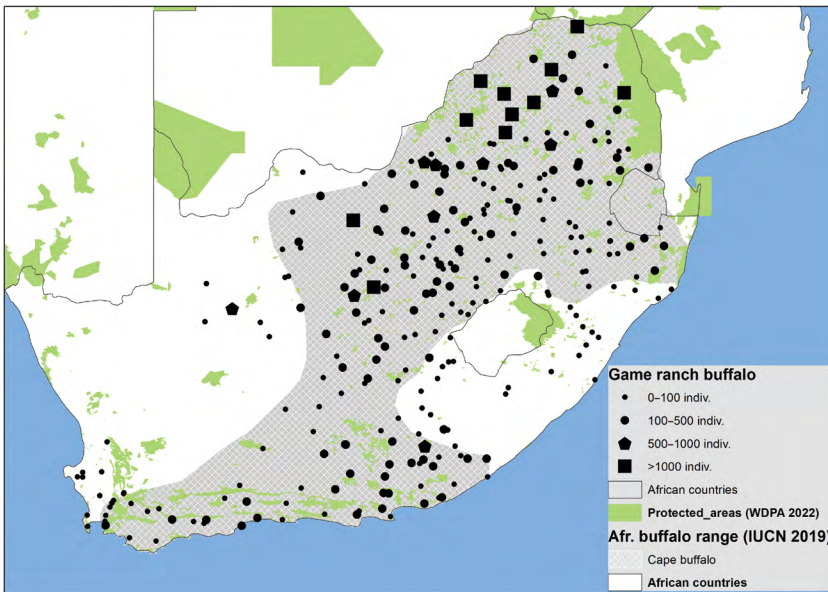 Game ranch buffalo
0–100 indiv.
100–500 indiv.
500–1000 indiv.
>1000 indiv.
African countries
Protected_areas (WDPA 2022)
Afr. buffalo range (IUCN 2019)
Cape buffalo
African countries